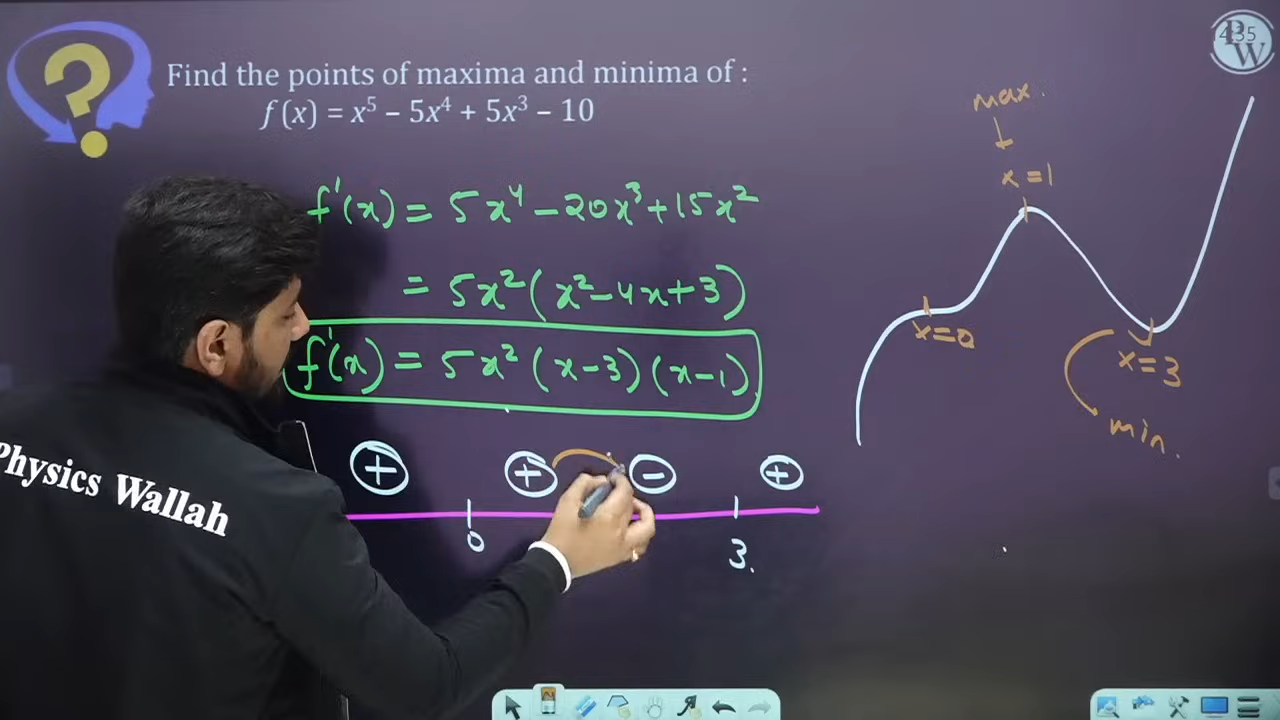 Find the points of maxima and minima of :
f (x) = x⁵ – 5x⁴ + 5x³ – 10
f'(x) = 5x⁴ – 20x³ + 15x²
= 5x² (x² – 4x + 3)
f'(x) = 5x² (x – 3) (x – 1)
+ + – +
0 3.
max.
x = 1
x = 0
x = 3
min.
Physics Wallah
PW